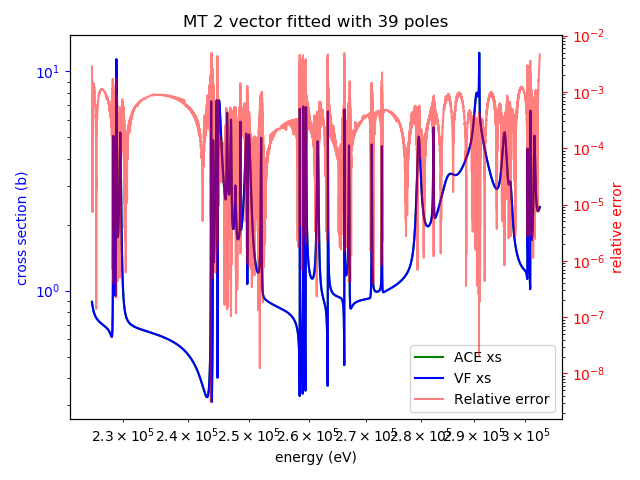 MT 2 vector fitted with 39 poles
10¹
10⁰
cross section (b)
10⁻²
10⁻³
10⁻⁴
10⁻⁵
10⁻⁶
10⁻⁷
10⁻⁸
relative error
ACE xs
VF xs
Relative error
2.3 × 10⁵ 2.4 × 10⁵ 2.5 × 10⁵ 2.6 × 10⁵ 2.7 × 10⁵ 2.8 × 10⁵ 2.9 × 10⁵ 3 × 10⁵
energy (eV)